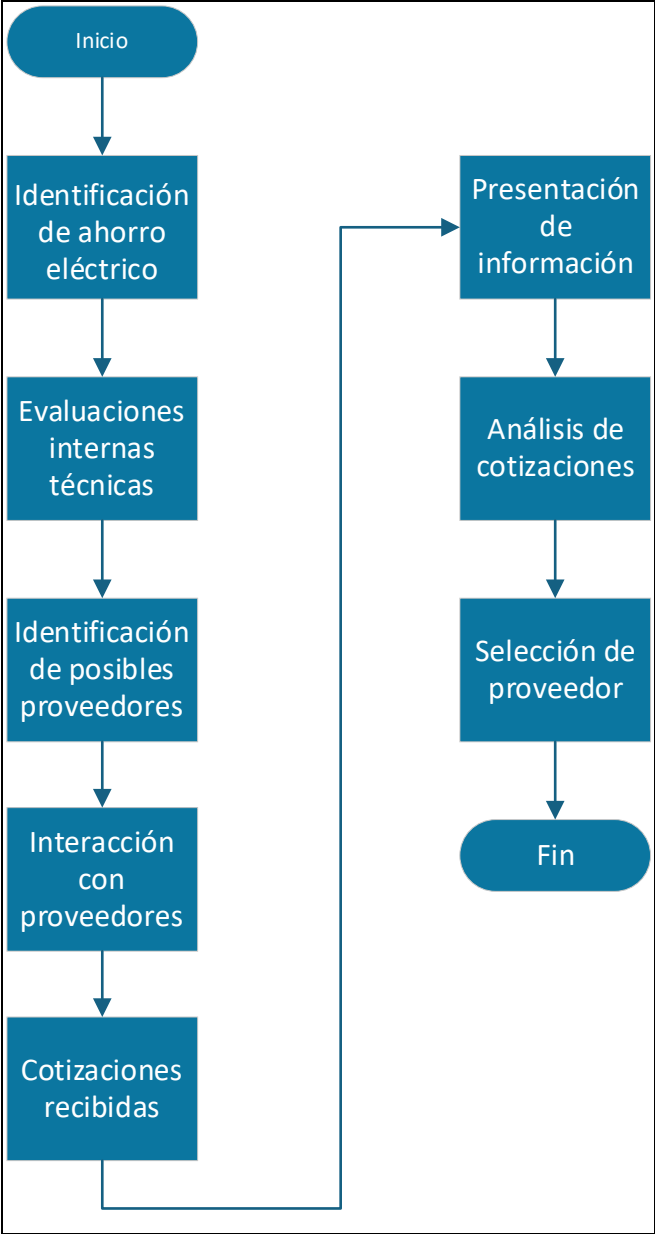 Inicio
Identificación
de ahorro
eléctrico
Evaluaciones
internas
técnicas
Identificación
de posibles
proveedores
Interacción
con
proveedores
Cotizaciones
recibidas
Presentación
de
información
Análisis de
cotizaciones
Selección de
proveedor
Fin